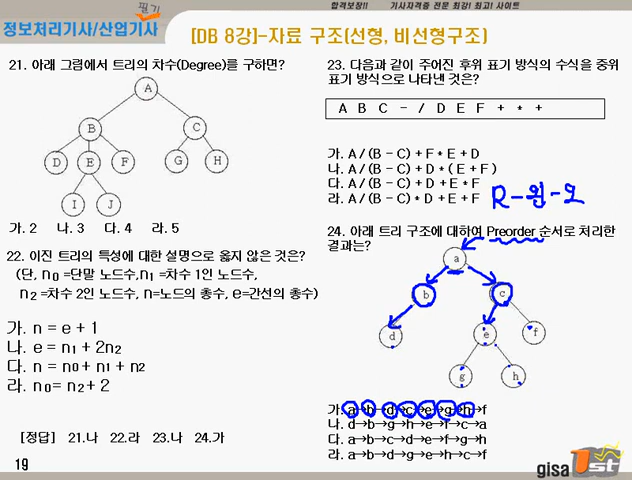 필기
합격보장!! 기사자격증 전문 최강! 최고! 사이트
정보처리기사/산업기사
[DB 8강]-자료 구조(선형, 비선형구조)
21. 아래 그림에서 트리의 차수(Degree)를 구하면?
A
B C
D E F G H
I J
가. 2 나. 3 다. 4 라. 5
22. 이진 트리의 특성에 대한 설명으로 옳지 않은 것은?
(단, n0 =단말 노드수,n1 =차수 1인 노드수,
n2 =차수 2인 노드수, n=노드의 총수, e=간선의 총수)
가. n = e + 1
나. e = n1 + 2n2
다. n = n0 + n1 + n2
라. n0= n2 + 2
[정답] 21.나 22.라 23.나 24.가
19
23. 다음과 같이 주어진 후위 표기 방식의 수식을 중위
표기 방식으로 나타낸 것은?
A B C - / D E F + * +
가. A / (B - C) + F * E + D
나. A / (B - C) + D * ( E + F )
다. A / (B - C) + D + E * F
라. A / (B - C) * D + E + F
R-왼-오
24. 아래 트리 구조에 대하여 Preorder 순서로 처리한
결과는?
a
b c
d e f
g h
가. a→b→d→c→e→g→h→f
나. d→b→g→h→e→f→c→a
다. a→b→c→d→e→f→g→h
라. a→b→d→g→e→h→c→f
gisa 1st